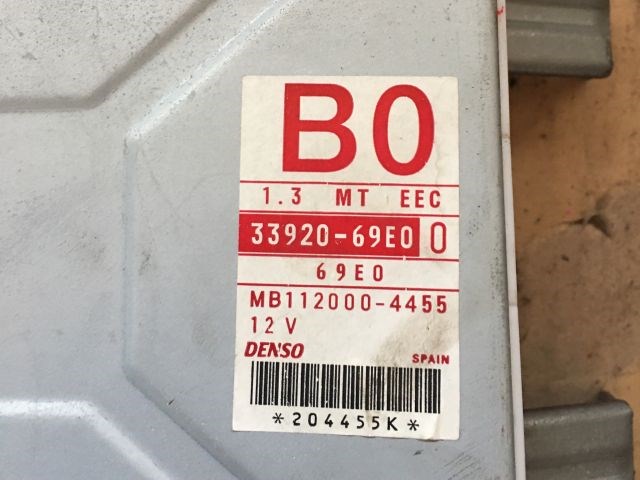 B0
1.3 MT EEC
33920-69E0 0
69E0
MB112000-4455
12V
DENSO SPAIN
*204455K*